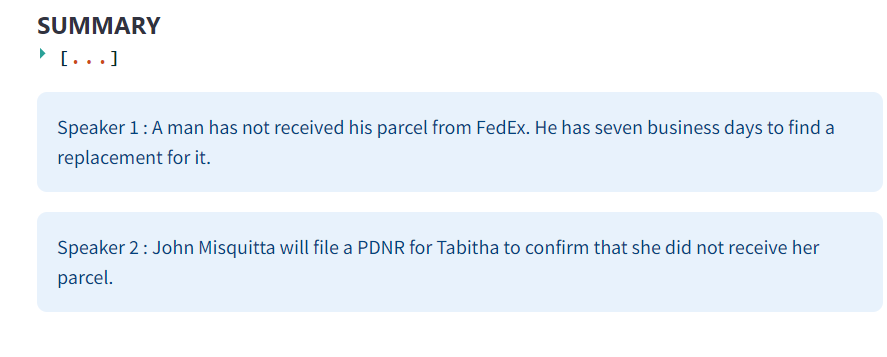 SUMMARY
[...]
Speaker 1 : A man has not received his parcel from FedEx. He has seven business days to find a
replacement for it.
Speaker 2 : John Misquitta will file a PDNR for Tabitha to confirm that she did not receive her
parcel.